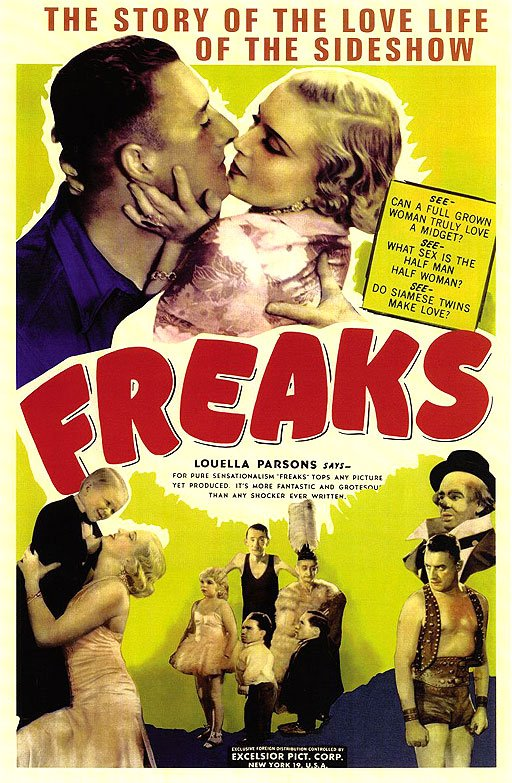 THE STORY OF THE LOVE LIFE
OF THE SIDESHOW
SEE-
CAN A FULL GROWN
WOMAN TRULY LOVE
A MIDGET?
SEE-
WHAT SEX IS THE
HALF MAN
HALF WOMAN?
SEE-
DO SIAMESE TWINS
MAKE LOVE?
FREAKS
LOUELLA PARSONS SAYS-
FOR PURE SENSATIONALISM "FREAKS" TOPS ANY PICTURE
YET PRODUCED. IT'S MORE FANTASTIC AND GROTESQU
THAN ANY SHOCKER EVER WRITTEN.
EXCLUSIVE FOREIGN DISTRIBUTION CONTROLLED BY
EXCELSIOR PICT. CORP.
NEW YORK 19, U.S.A.